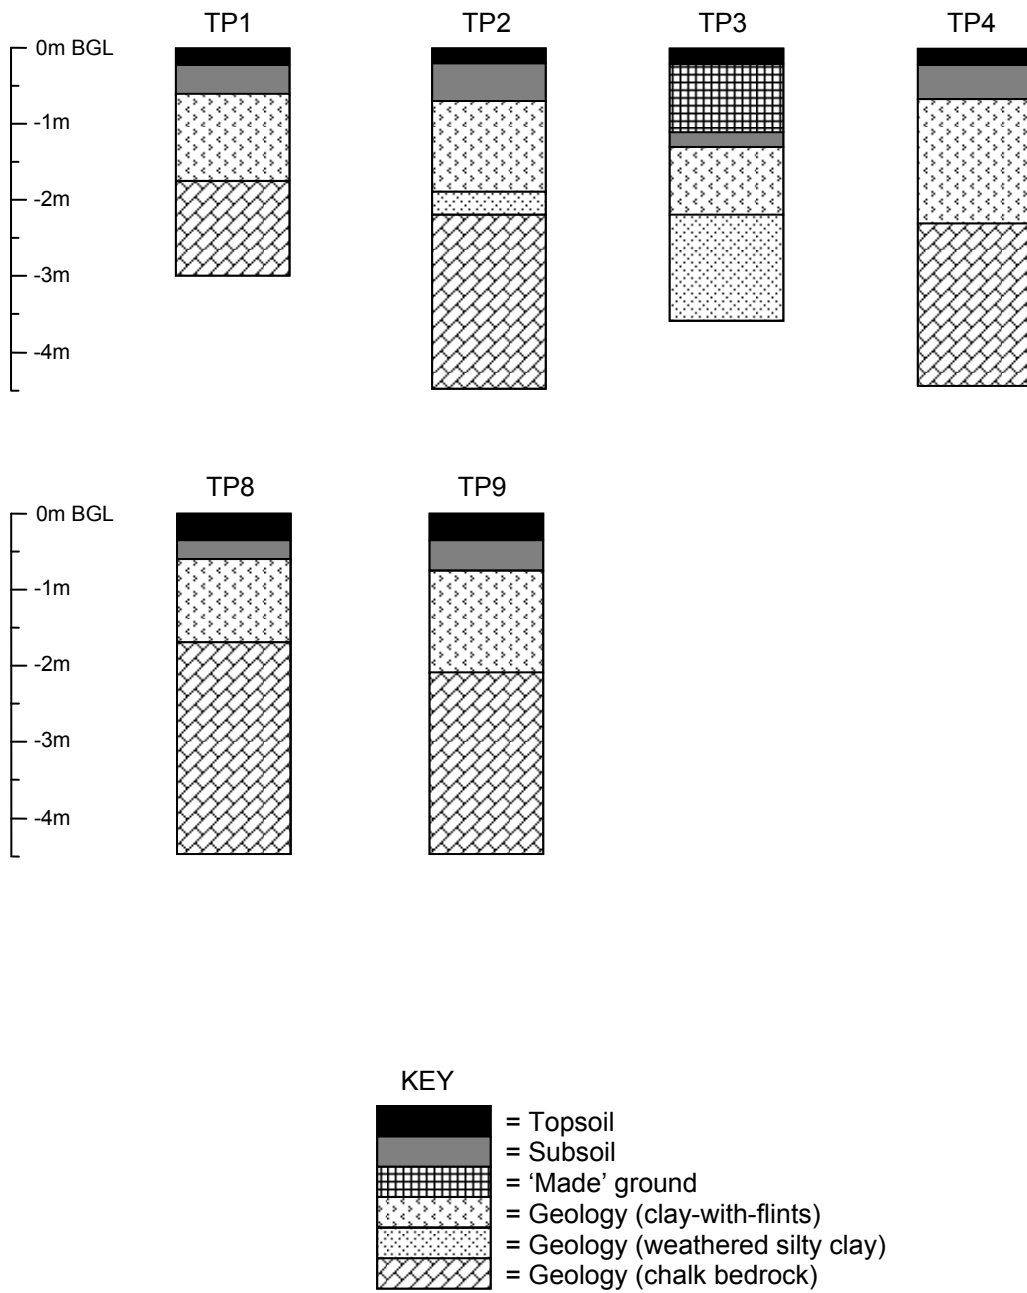 TP1 TP2 TP3 TP4
0m BGL
-1m
-2m
-3m
-4m
TP8 TP9
0m BGL
-1m
-2m
-3m
-4m
KEY
= Topsoil
= Subsoil
= ‘Made’ ground
= Geology (clay-with-flints)
= Geology (weathered silty clay)
= Geology (chalk bedrock)